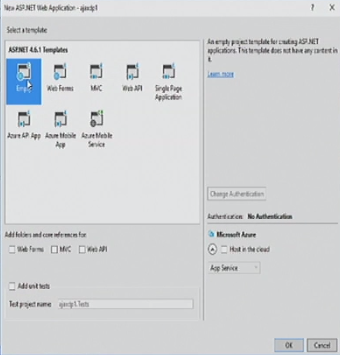 New ASP.NET Web Application - ajaxdp1
? X
Select a template:
ASP.NET 4.6.1 Templates
Empty Web Forms MVC Web API Single Page
Application
Azure API App Azure Mobile Azure Mobile
App Service
An empty project template for creating ASP.NET
applications. This template does not have any content in
it.
Learn more
Change Authentication
Authentication: No Authentication
Add folders and core references for:
Web Forms MVC Web API
Microsoft Azure
Host in the cloud
App Service
Add unit tests
Test project name: ajaxdp1.Tests
OK Cancel